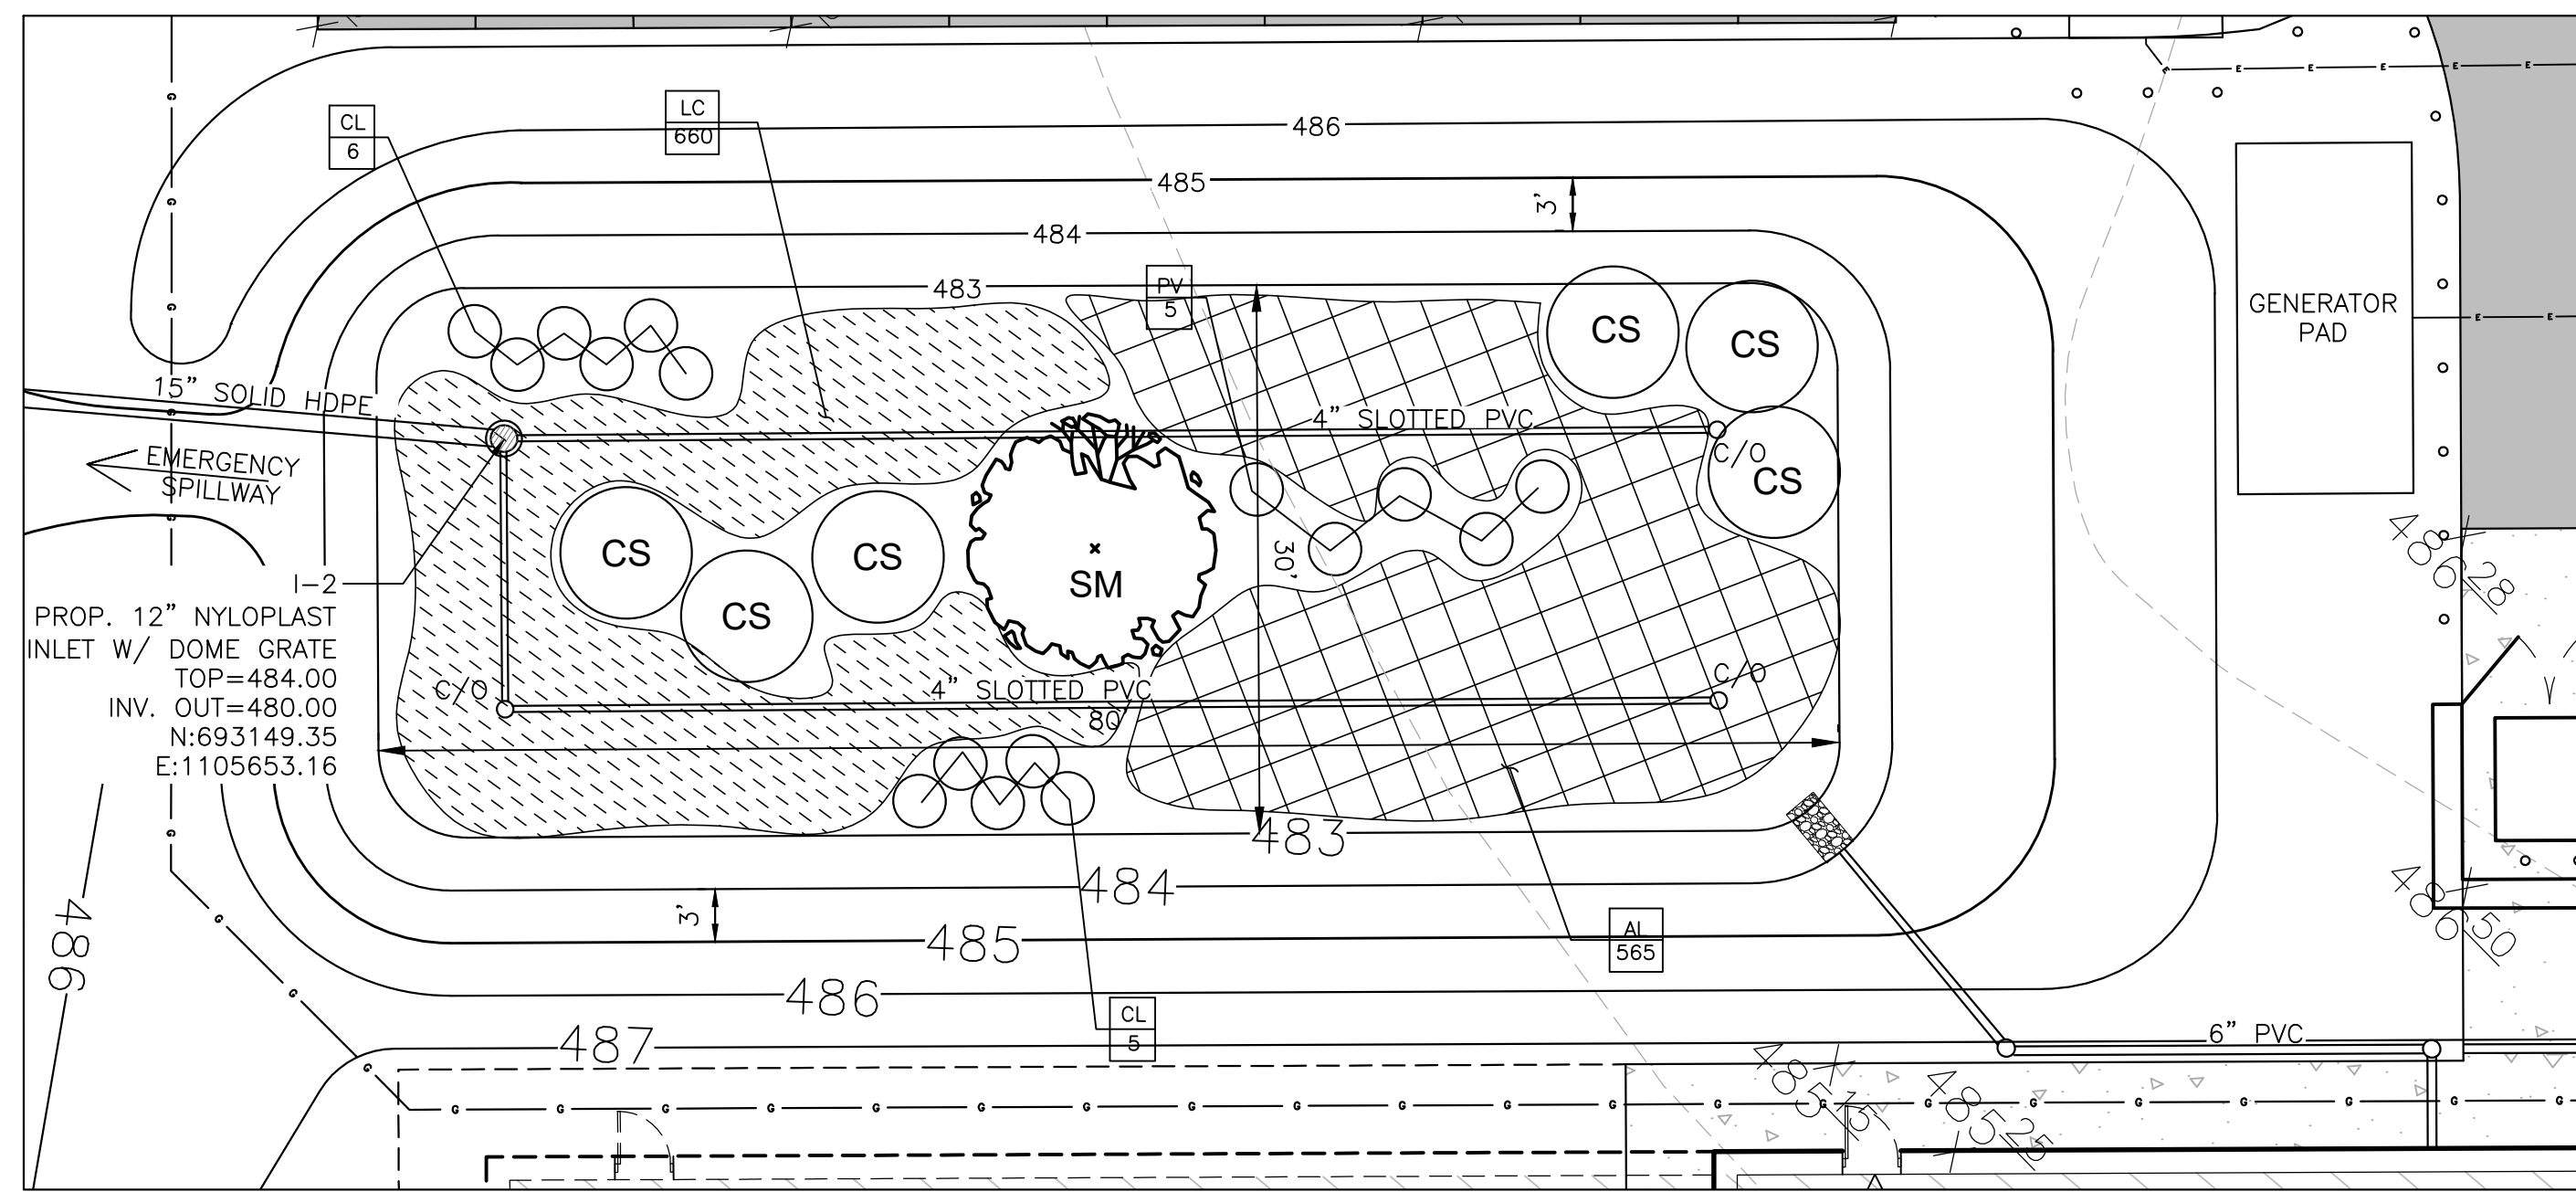 CL
6
LC
660
486
485
3'
484
483
PV
5
CS
CS
CS
GENERATOR
PAD
15" SOLID HDPE
4" SLOTTED PVC
C/O
EMERGENCY
SPILLWAY
CS
CS
CS
SM
30'
486.28
I-2
PROP. 12" NYLOPLAST
INLET W/ DOME GRATE
TOP=484.00
INV. OUT=480.00
N:693149.35
E:1105653.16
C/O
4" SLOTTED PVC
80'
C/O
483
484
3'
485
486
486
487
AL
565
CL
5
486.50
6" PVC
485.75
485.25
G
E